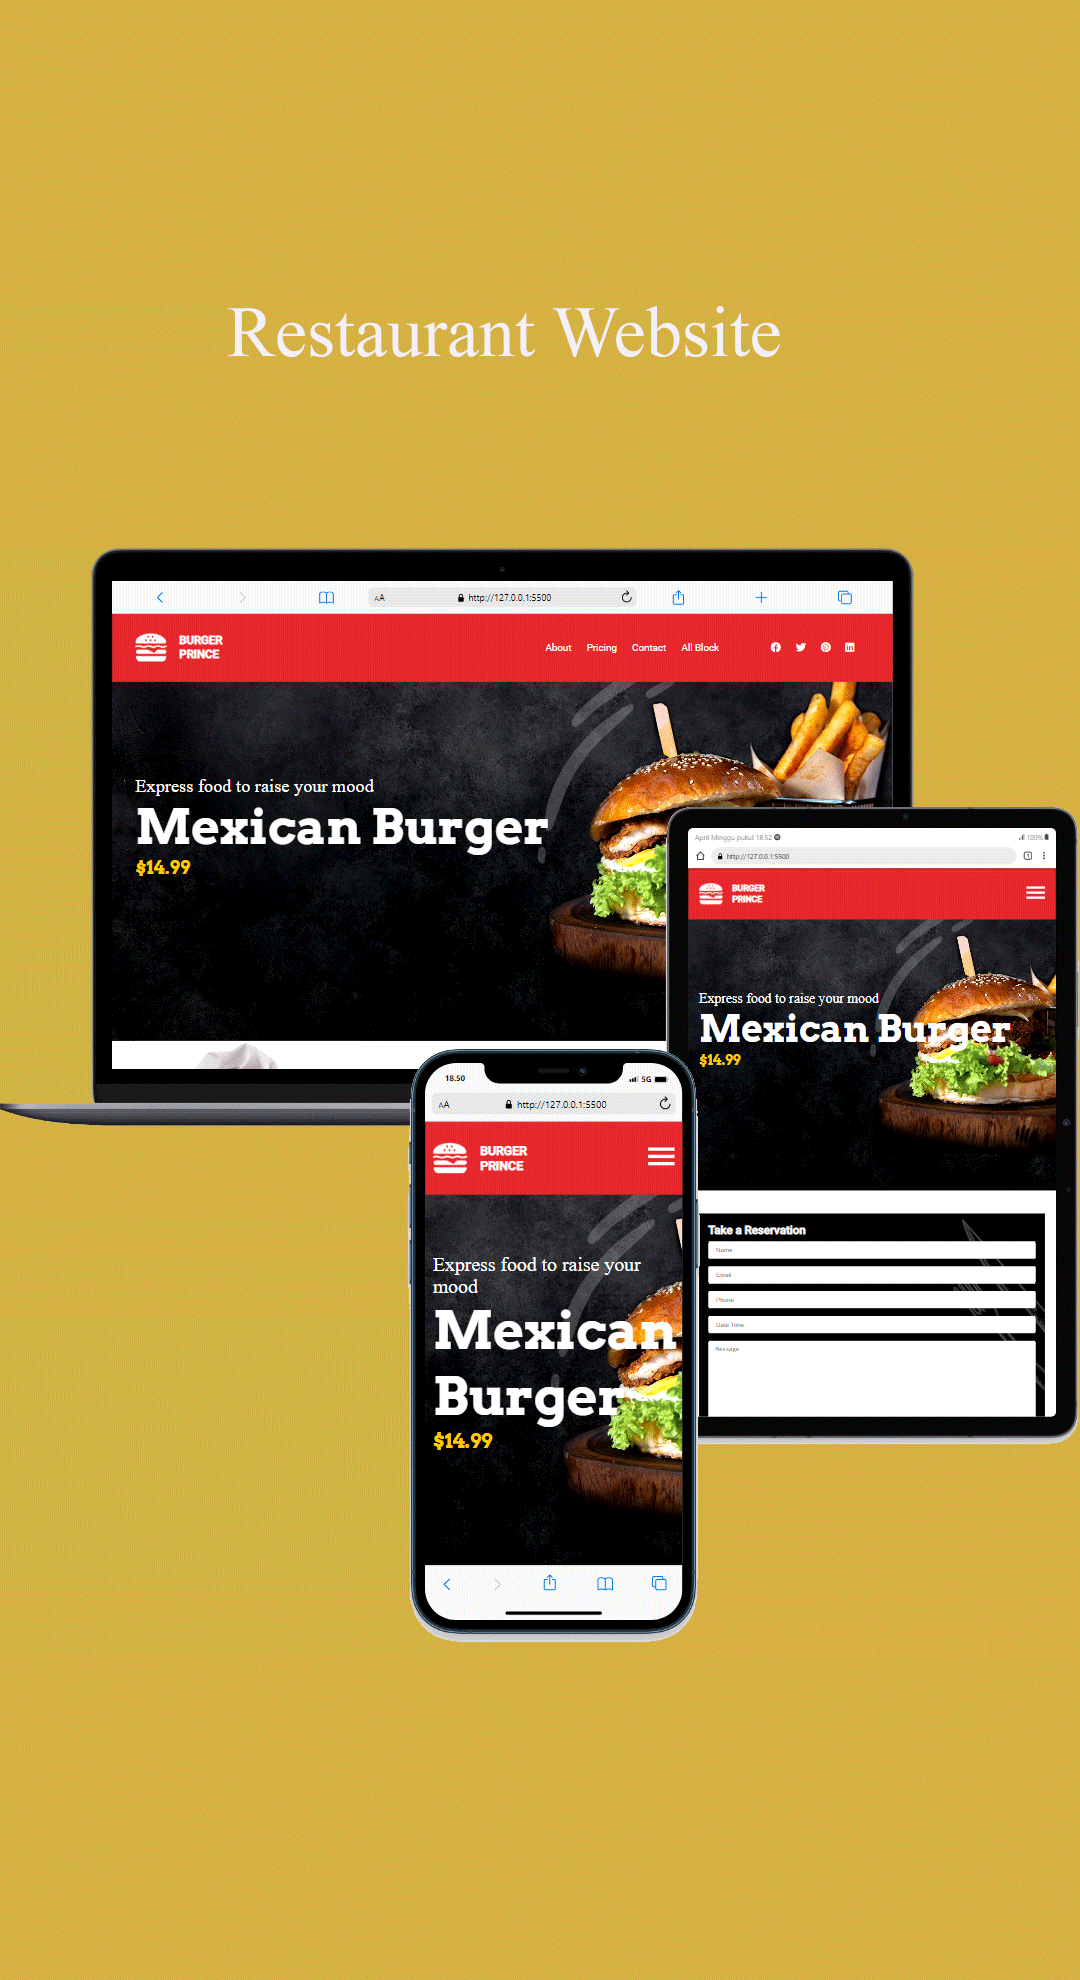 Restaurant Website
AA http://127.0.0.1:5500
BURGER
PRINCE
About Pricing Contact All Block
Express food to raise your mood
Mexican Burger
$14.99
April Minggu pukul 18.52
100%
http://127.0.0.1:5500
1
BURGER
PRINCE
Express food to raise your mood
Mexican Burger
$14.99
Take a Reservation
Name
Email
Phone
Date Time
Message
18.50
5G
AA http://127.0.0.1:5500
BURGER
PRINCE
Express food to raise your
mood
Mexican
Burger
$14.99